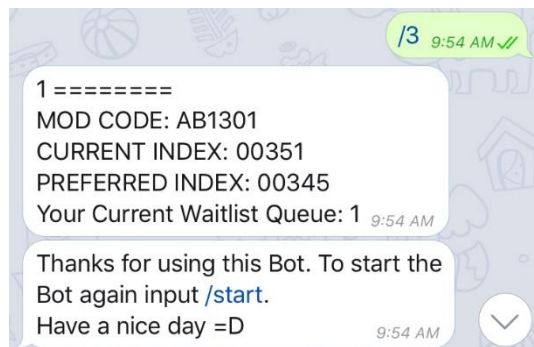 /3 9:54 AM
1 ========
MOD CODE: AB1301
CURRENT INDEX: 00351
PREFERRED INDEX: 00345
Your Current Waitlist Queue: 1 9:54 AM
Thanks for using this Bot. To start the
Bot again input /start.
Have a nice day =D 9:54 AM